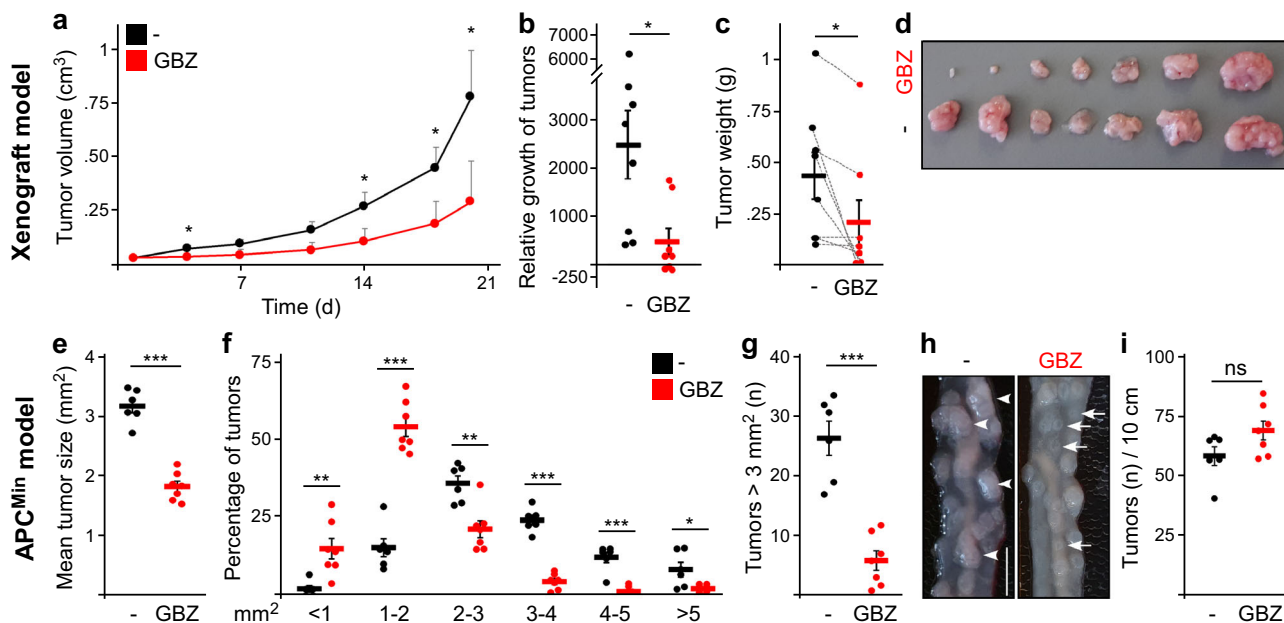 Xenograft model
a
Tumor volume (cm3)
1
.75
.50
.25
-
GBZ
*
*
*
*
7
14
21
Time (d)
b
Relative growth of tumors
7000
6000
3000
2000
1000
-250
*
- GBZ
c
Tumor weight (g)
1
.75
.50
.25
*
- GBZ
d
GBZ
-
APCMin model
e
Mean tumor size (mm2)
4
3
2
1
***
- GBZ
f
Percentage of tumors
75
50
25
-
GBZ
**
***
**
***
***
*
mm2 <1 1-2 2-3 3-4 4-5 >5
g
Tumors > 3 mm2 (n)
40
30
20
10
***
- GBZ
h
- GBZ
i
Tumors (n) / 10 cm
100
75
50
25
ns
- GBZ